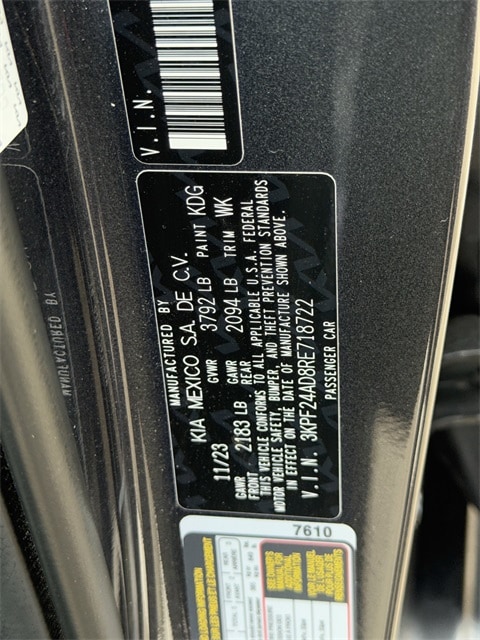 V.I.N.
MANUFACTURED BY
KIA MEXICO S.A. DE C.V.
11/23 GVWR 3792 LB PAINT KDG
GAWR FRONT 2183 LB GAWR REAR 2094 LB TRIM WK
THIS VEHICLE CONFORMS TO ALL APPLICABLE U.S.A. FEDERAL
MOTOR VEHICLE SAFETY, BUMPER, AND THEFT PREVENTION STANDARDS
IN EFFECT ON THE DATE OF MANUFACTURE SHOWN ABOVE.
V.I.N. 3KPF24AD8RE718722
PASSENGER CAR
7610